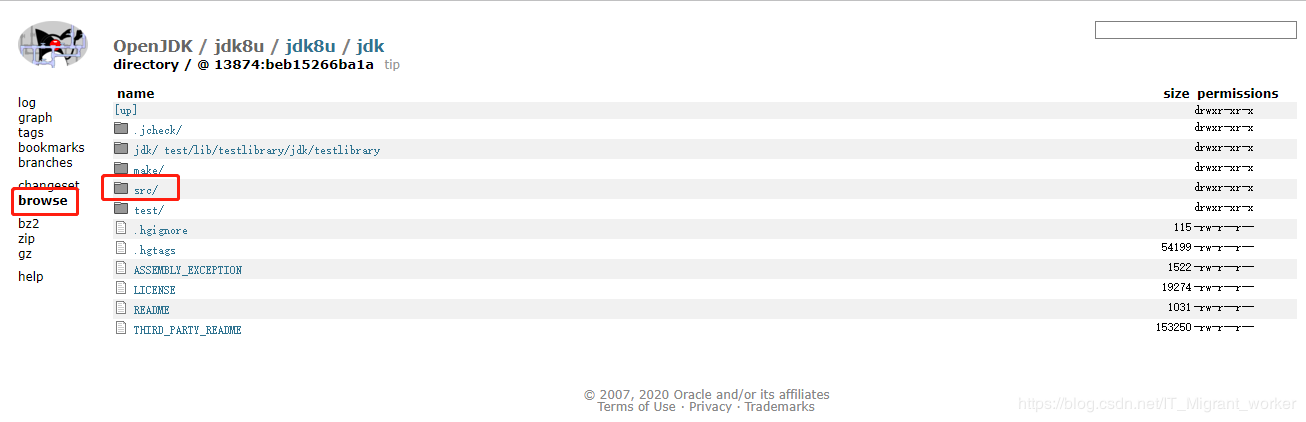 OpenJDK / jdk8u / jdk8u / jdk
directory / @ 13874:beb15266ba1a tip
log
graph
tags
bookmarks
branches
changeset
browse
bz2
zip
gz
help
name size permissions
[up] drwxr-xr-x
.jcheck/ drwxr-xr-x
jdk/ test/lib/testlibrary/jdk/testlibrary drwxr-xr-x
make/ drwxr-xr-x
src/ drwxr-xr-x
test/ drwxr-xr-x
.hgignore 115 -rw-r--r--
.hgtags 54199 -rw-r--r--
ASSEMBLY_EXCEPTION 1522 -rw-r--r--
LICENSE 19274 -rw-r--r--
README 1031 -rw-r--r--
THIRD_PARTY_README 153250 -rw-r--r--
© 2007, 2020 Oracle and/or its affiliates
Terms of Use · Privacy · Trademarks
https://blog.csdn.net/IT_Migrant_worker